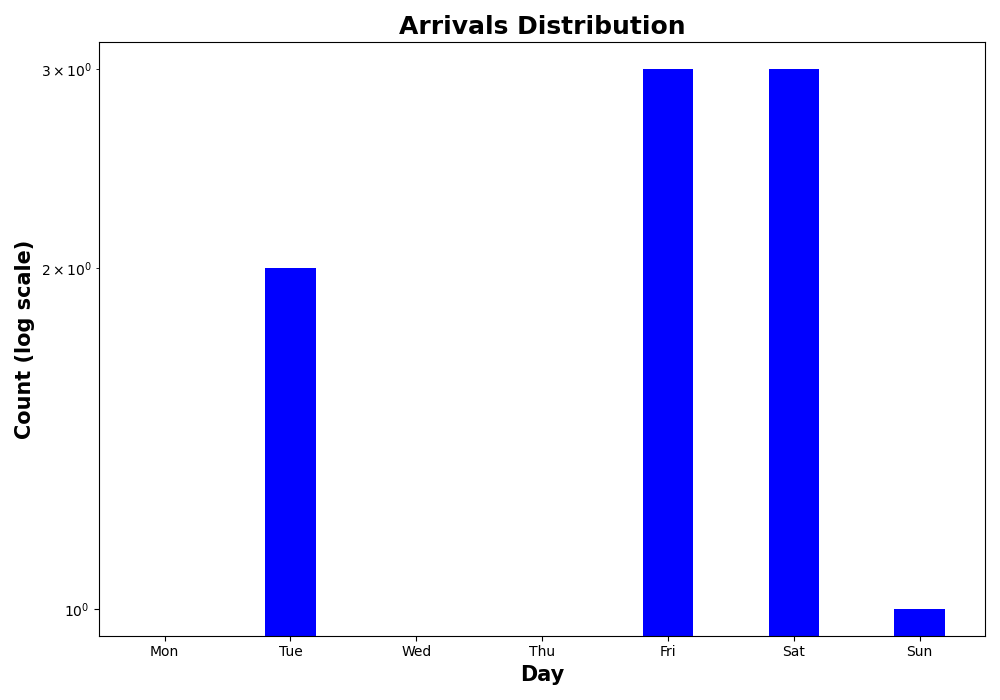 Arrivals Distribution
3 × 10⁰
2 × 10⁰
10⁰
Count (log scale)
Mon Tue Wed Thu Fri Sat Sun
Day